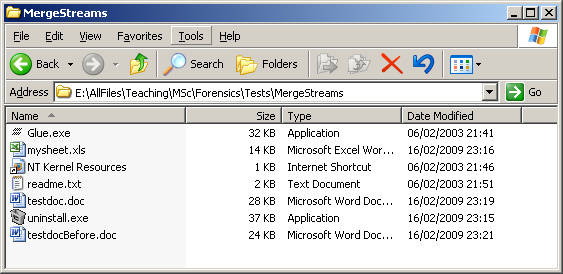 MergeStreams
File Edit View Favorites Tools Help
Back Search Folders
Address E:\AllFiles\Teaching\MSc\Forensics\Tests\MergeStreams Go
Name Size Type Date Modified
Glue.exe 32 KB Application 06/02/2003 21:41
mysheet.xls 14 KB Microsoft Excel Wor... 16/02/2009 23:16
NT Kernel Resources 1 KB Internet Shortcut 06/02/2003 21:46
readme.txt 2 KB Text Document 06/02/2003 21:51
testdoc.doc 28 KB Microsoft Word Doc... 16/02/2009 23:19
uninstall.exe 37 KB Application 16/02/2009 23:15
testdocBefore.doc 24 KB Microsoft Word Doc... 16/02/2009 23:21